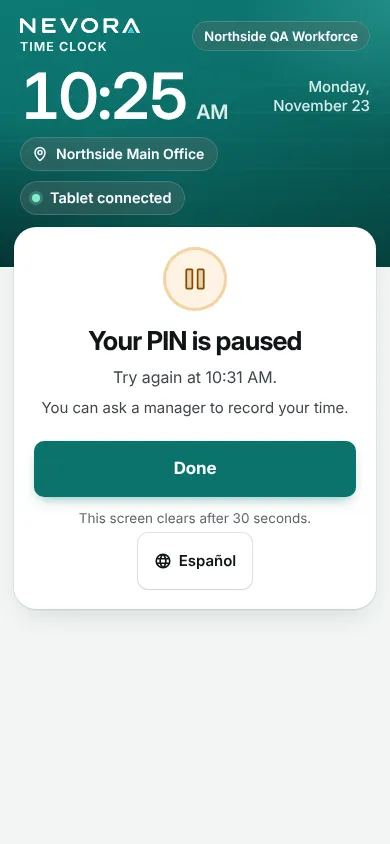 NEVORA
TIME CLOCK
Northside QA Workforce
10:25 AM
Monday,
November 23
Northside Main Office
Tablet connected
Your PIN is paused
Try again at 10:31 AM.
You can ask a manager to record your time.
Done
This screen clears after 30 seconds.
Español